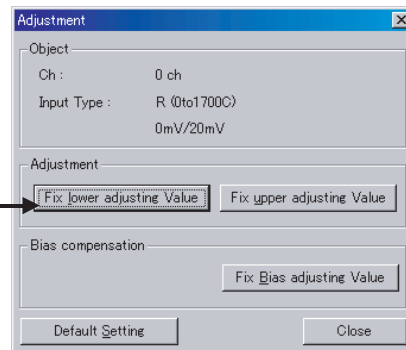 Adjustment
Object
Ch : 0 ch
Input Type : R (0to1700C)
0mV/20mV
Adjustment
Fix lower adjusting Value Fix upper adjusting Value
Bias compensation
Fix Bias adjusting Value
Default Setting Close